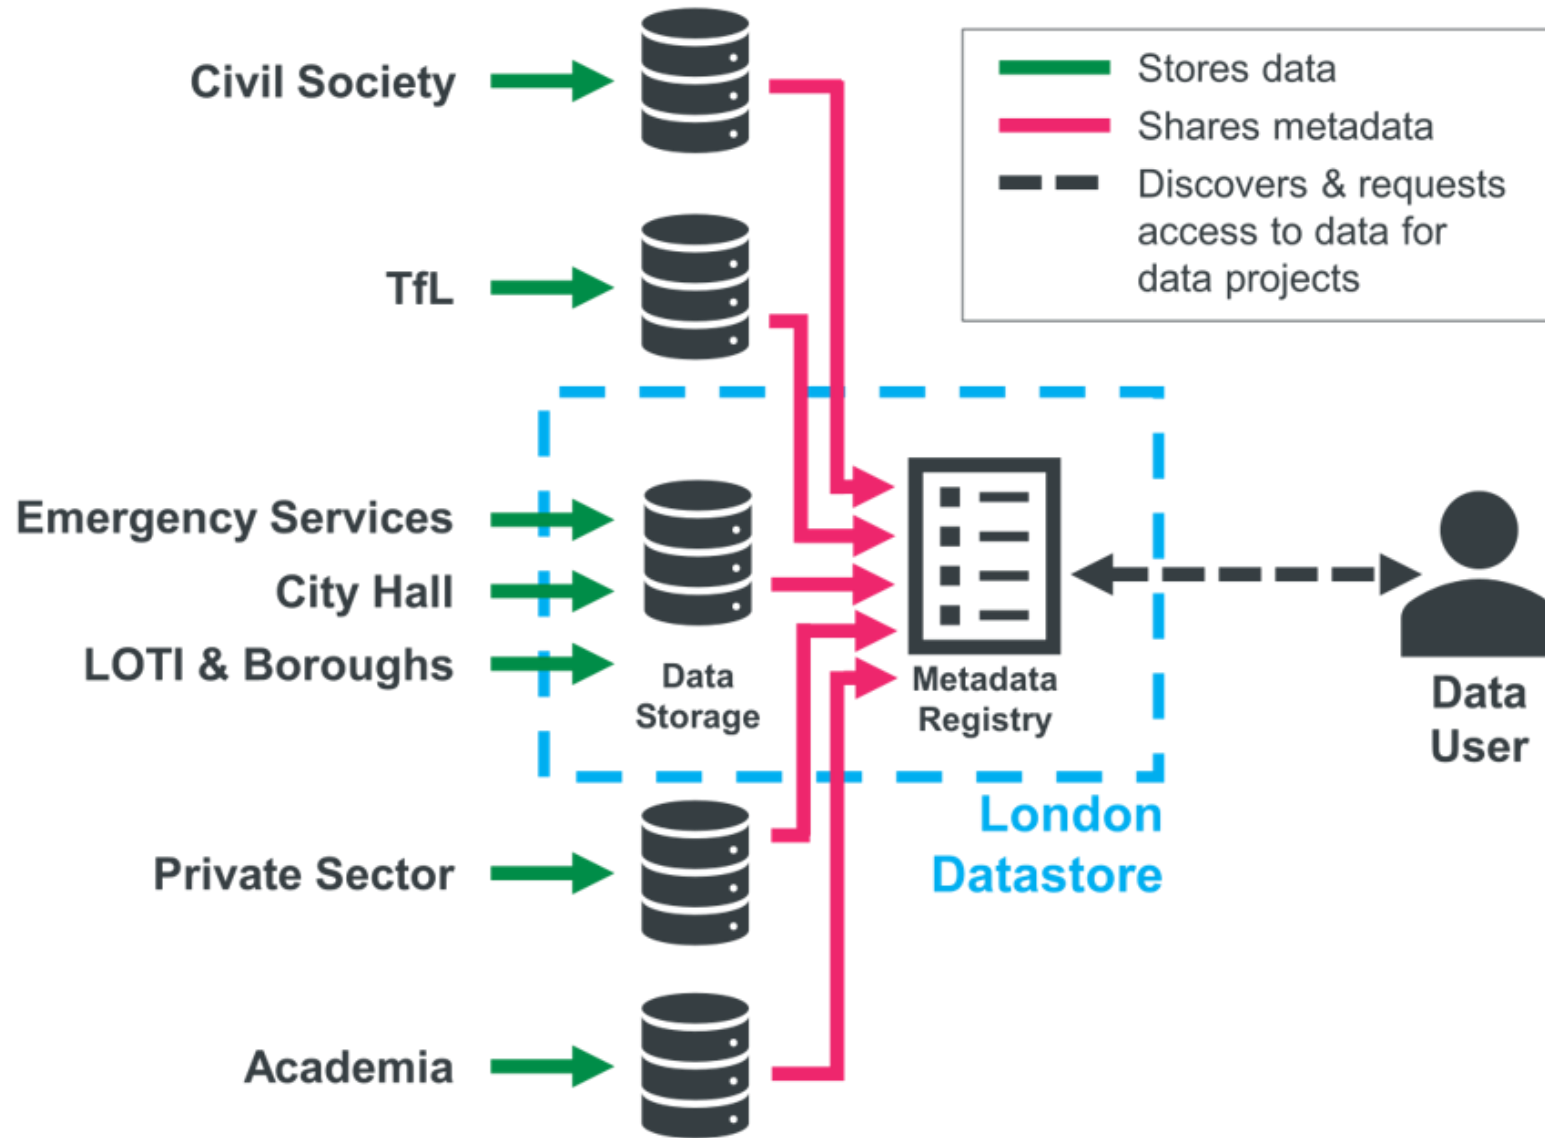 Civil Society
Stores data
Shares metadata
Discovers & requests
access to data for
data projects
TfL
Emergency Services
City Hall
LOTI & Boroughs
Data
Storage
Metadata
Registry
Data
User
London
Datastore
Private Sector
Academia